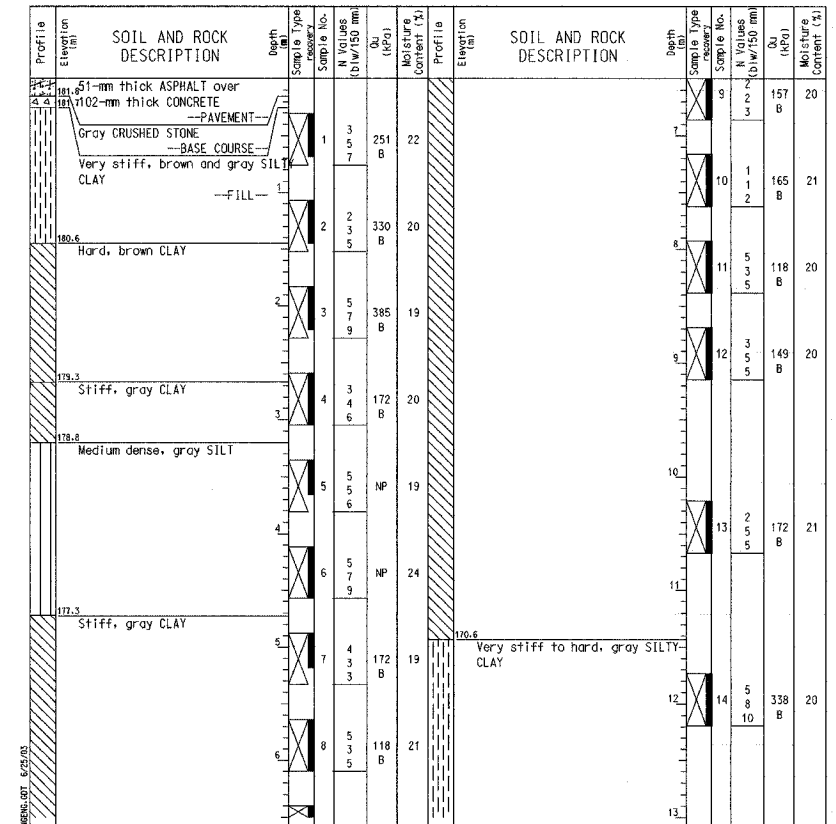 Profile
Elevation (m)
SOIL AND ROCK
DESCRIPTION
Depth (m)
Sample Type
recovery
Sample No.
N Values (blw/150 mm)
Qu (kPa)
Moisture Content (%)
Profile
Elevation (m)
SOIL AND ROCK
DESCRIPTION
Depth (m)
Sample Type
recovery
Sample No.
N Values (blw/150 mm)
Qu (kPa)
Moisture Content (%)
181.8 51-mm thick ASPHALT over
102-mm thick CONCRETE
--PAVEMENT--
Gray CRUSHED STONE
--BASE COURSE--
Very stiff, brown and gray SILTY
CLAY
--FILL--
1
1 3 5 7 251 B 22
2 2 3 5 330 B 20
180.6
Hard, brown CLAY
2
3 5 7 9 385 B 19
179.3
Stiff, gray CLAY
3
4 3 4 6 172 B 20
178.8
Medium dense, gray SILT
5 5 5 6 NP 19
4
6 5 7 9 NP 24
177.3
Stiff, gray CLAY
5
7 4 3 3 172 B 19
8 5 3 5 118 B 21
6
9 2 2 3 157 B 20
7
10 1 1 2 165 B 21
8
11 5 3 5 118 B 20
12 3 5 5 149 B 20
9
10
13 2 5 5 172 B 21
11
170.6
Very stiff to hard, gray SILTY
CLAY
12
14 5 8 10 338 B 20
13
NGENG.GDT 6/25/03